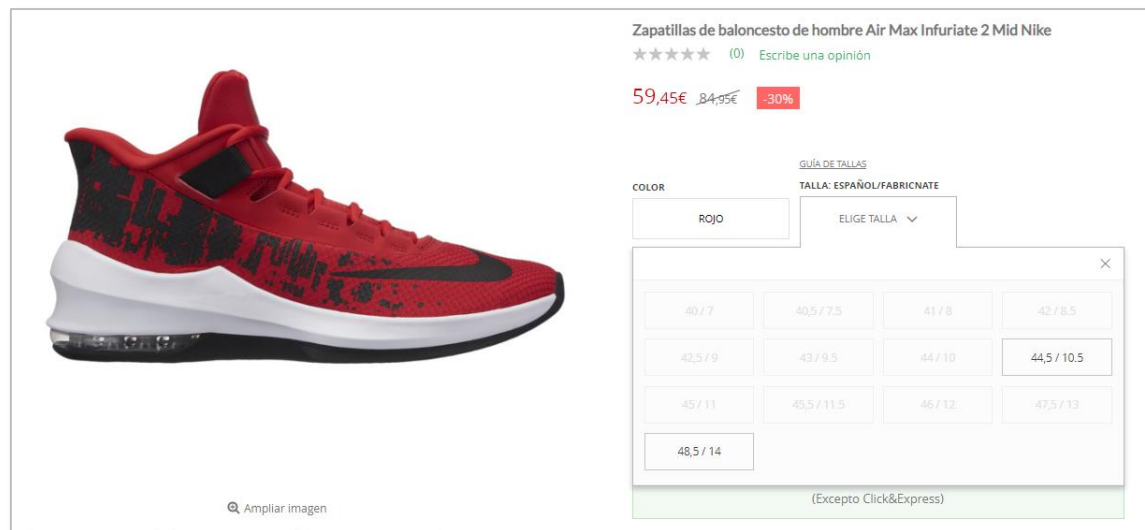 Zapatillas de baloncesto de hombre Air Max Infuriate 2 Mid Nike
(0) Escribe una opinión
59,45€ 84,95€ -30%
GUÍA DE TALLAS
COLOR
TALLA: ESPAÑOL/FABRICNATE
ROJO
ELIGE TALLA
40 / 7
40,5 / 7.5
41 / 8
42 / 8.5
42,5 / 9
43 / 9.5
44 / 10
44,5 / 10.5
45 / 11
45,5 / 11.5
46 / 12
47,5 / 13
48,5 / 14
(Excepto Click&Express)
Ampliar imagen